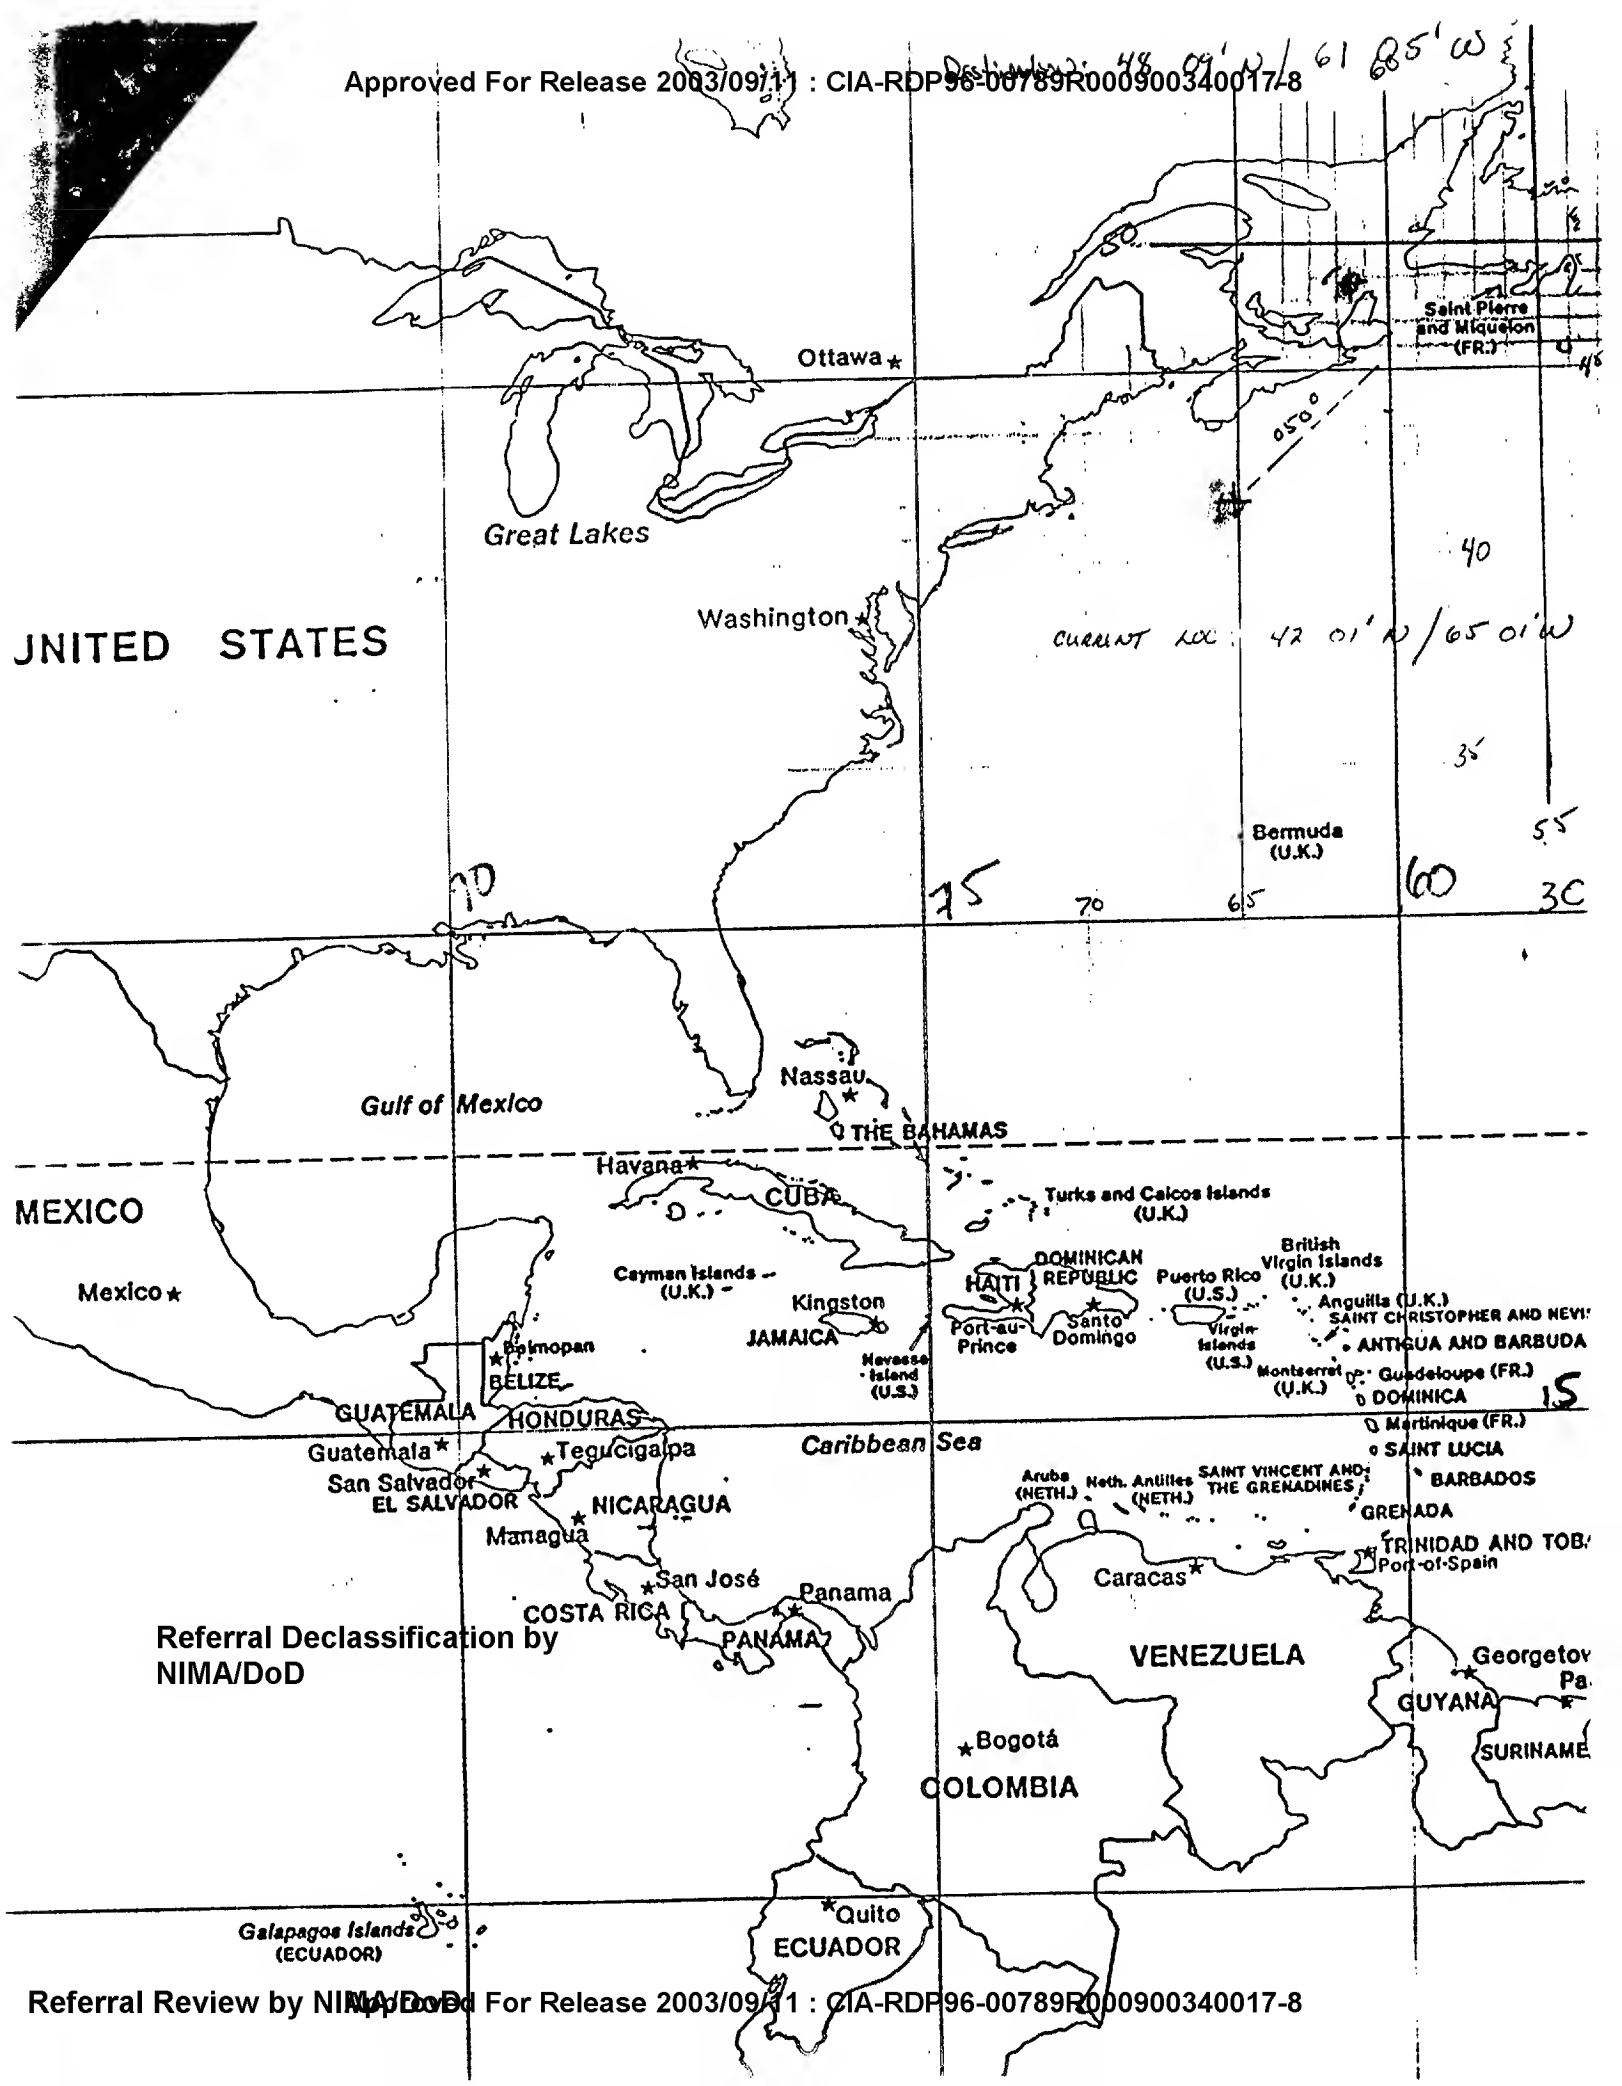 Destination: 48 09' N / 61 05' W
Approved For Release 2003/09/11 : CIA-RDP96-00789R000900340017-8
50
Saint Pierre
and Miquelon
(FR.)
45
Ottawa
050°
Great Lakes
40
Washington
UNITED STATES
CURRENT LOC: 42 01' N / 65 01' W
35
Bermuda
(U.K.)
55
90
75
70
65
60
30
Nassau
Gulf of Mexico
THE BAHAMAS
Havana
CUBA
MEXICO
Turks and Caicos Islands
(U.K.)
British
Virgin Islands
(U.K.)
DOMINICAN
REPUBLIC
HAITI
Cayman Islands
(U.K.)
Puerto Rico
(U.S.)
Mexico
Kingston
JAMAICA
Anguilla (U.K.)
SAINT CHRISTOPHER AND NEVI
Port-au-
Prince
Santo
Domingo
Virgin
Islands
(U.S.)
ANTIGUA AND BARBUDA
Belmopan
BELIZE
Navassa
Island
(U.S.)
Montserrat
(U.K.)
Guadeloupe (FR.)
DOMINICA
15
GUATEMALA
HONDURAS
Martinique (FR.)
Guatemala
Tegucigalpa
Caribbean Sea
SAINT LUCIA
San Salvador
EL SALVADOR
Aruba
(NETH.)
Neth. Antilles
(NETH.)
SAINT VINCENT AND
THE GRENADINES
BARBADOS
NICARAGUA
GRENADA
Managua
TRINIDAD AND TOB
Port-of-Spain
San José
Caracas
COSTA RICA
Panama
PANAMA
Referral Declassification by
NIMA/DoD
VENEZUELA
Georgetow
Pa
GUYANA
Bogotá
SURINAME
COLOMBIA
Quito
Galapagos Islands
(ECUADOR)
ECUADOR
Referral Review by NIMA/DoD
Approved For Release 2003/09/11 : CIA-RDP96-00789R000900340017-8